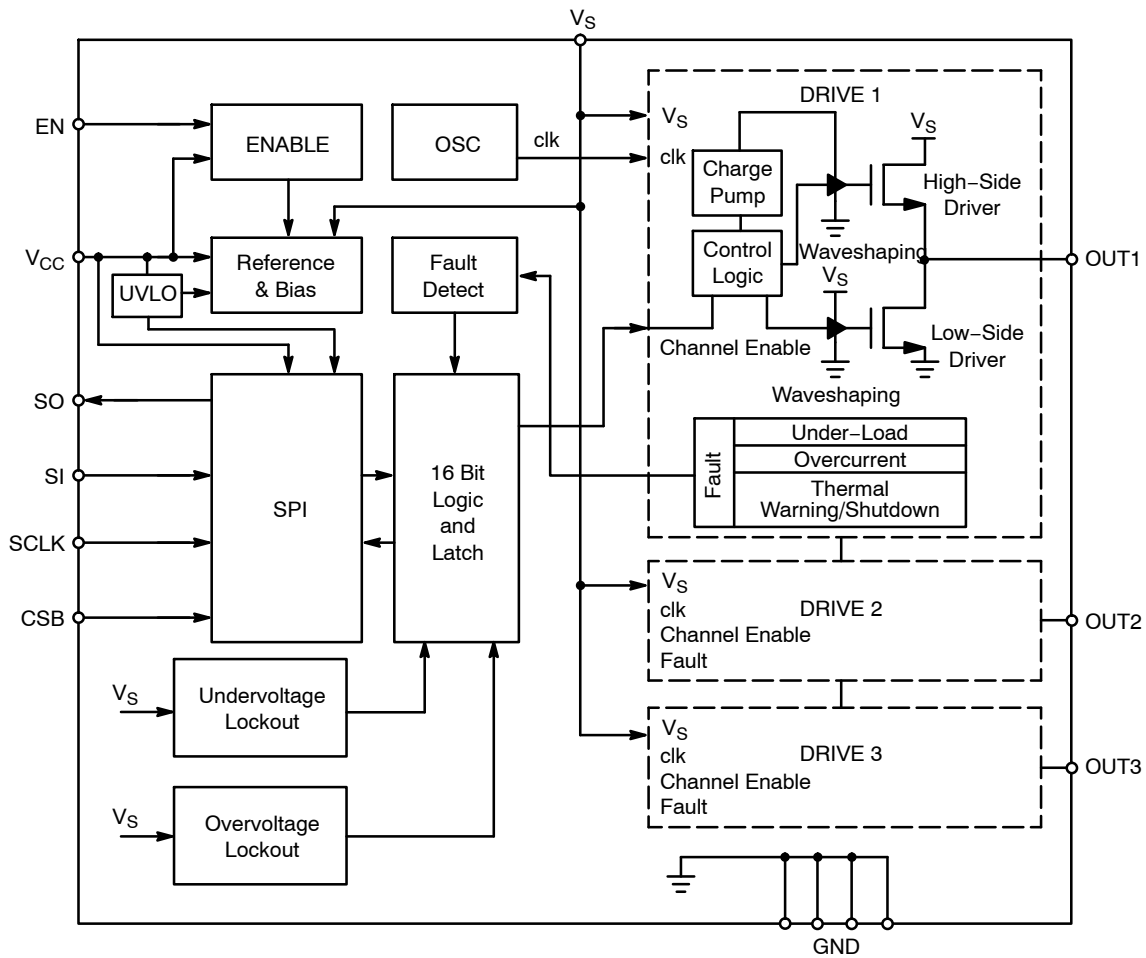 VS
EN
ENABLE
OSC
clk
VCC
UVLO
Reference
& Bias
Fault
Detect
SO
SI
SCLK
CSB
SPI
16 Bit
Logic
and
Latch
VS
Undervoltage
Lockout
VS
Overvoltage
Lockout
DRIVE 1
VS
clk
Charge
Pump
Control
Logic
Channel Enable
VS
High−Side
Driver
Waveshaping
VS
Low−Side
Driver
Waveshaping
Fault
Under−Load
Overcurrent
Thermal
Warning/Shutdown
OUT1
VS
DRIVE 2
clk
Channel Enable
Fault
OUT2
VS
DRIVE 3
clk
Channel Enable
Fault
OUT3
GND